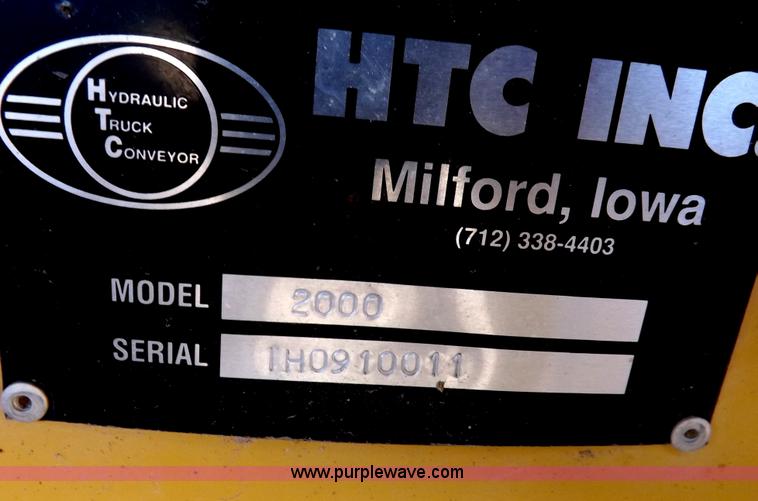 HYDRAULIC
TRUCK
CONVEYOR
HTC INC.
Milford, Iowa
(712) 338-4403
MODEL 2000
SERIAL 1H0910011
www.purplewave.com